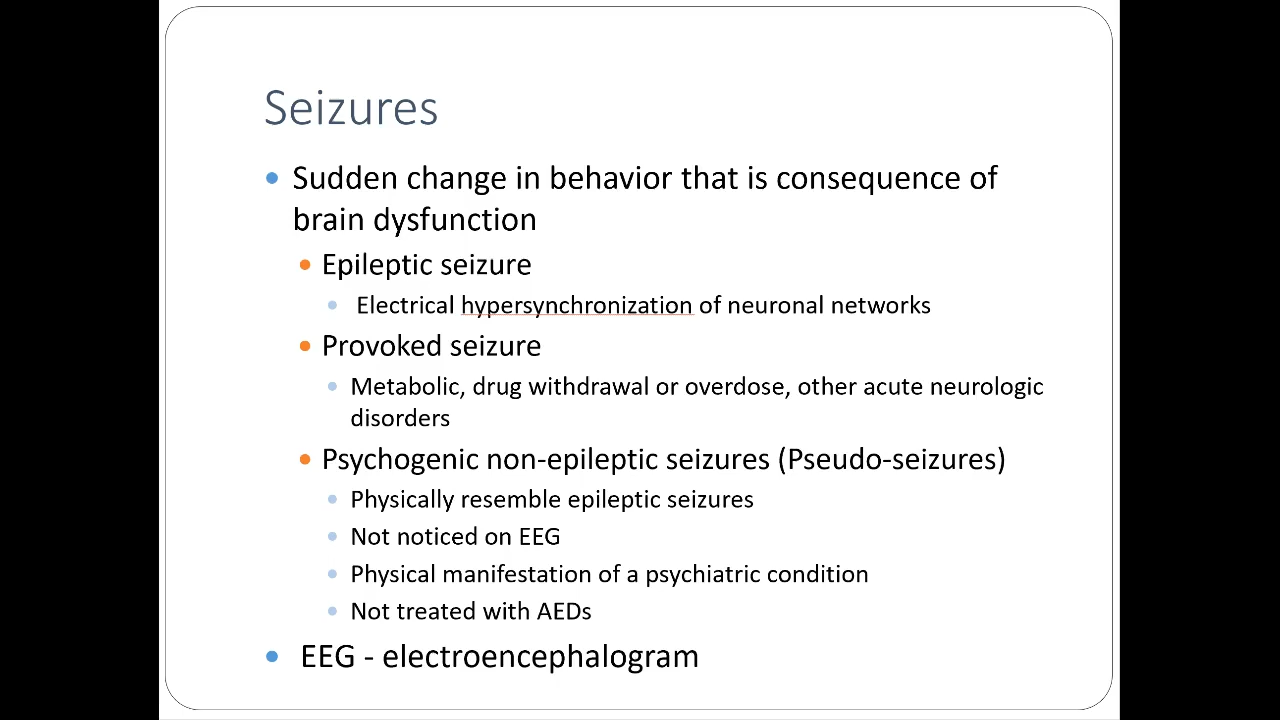 Seizures
Sudden change in behavior that is consequence of
brain dysfunction
Epileptic seizure
Electrical hypersynchronization of neuronal networks
Provoked seizure
Metabolic, drug withdrawal or overdose, other acute neurologic
disorders
Psychogenic non-epileptic seizures (Pseudo-seizures)
Physically resemble epileptic seizures
Not noticed on EEG
Physical manifestation of a psychiatric condition
Not treated with AEDs
EEG - electroencephalogram